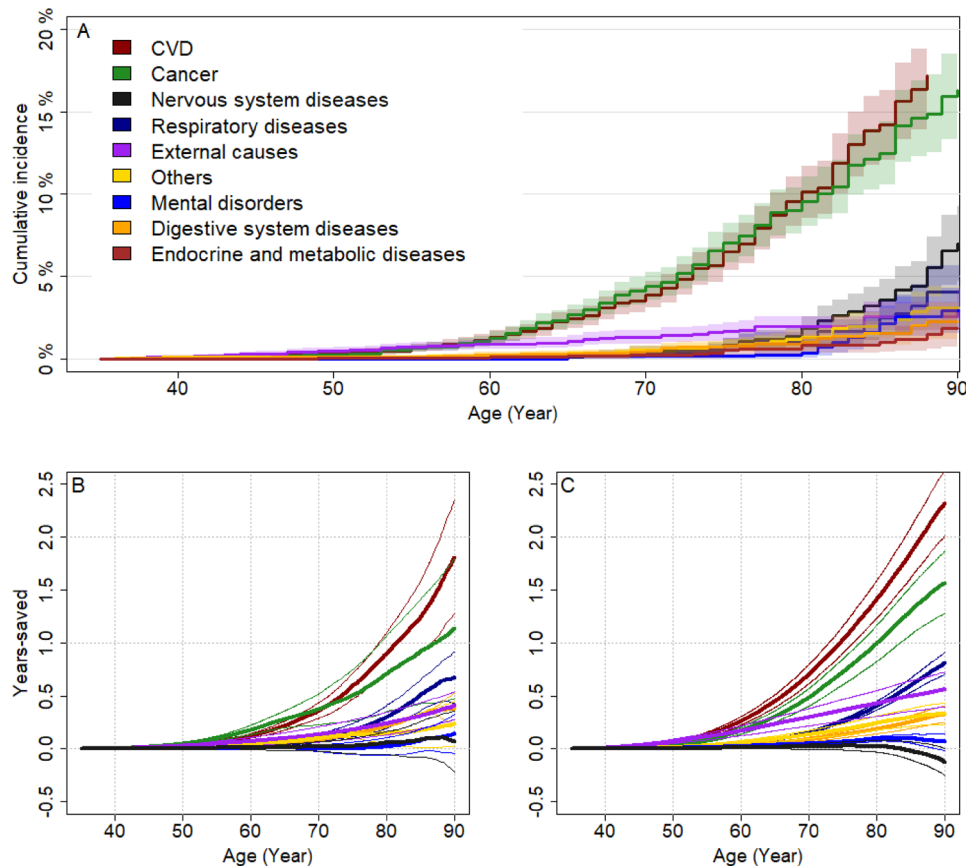 A
CVD
Cancer
Nervous system diseases
Respiratory diseases
External causes
Others
Mental disorders
Digestive system diseases
Endocrine and metabolic diseases
Cumulative incidence
20 %
15 %
10 %
5 %
0 %
40 50 60 70 80 90
Age (Year)
B
Years-saved
2.5
2.0
1.5
1.0
0.5
0.0
-0.5
40 50 60 70 80 90
Age (Year)
C
2.5
2.0
1.5
1.0
0.5
0.0
-0.5
40 50 60 70 80 90
Age (Year)